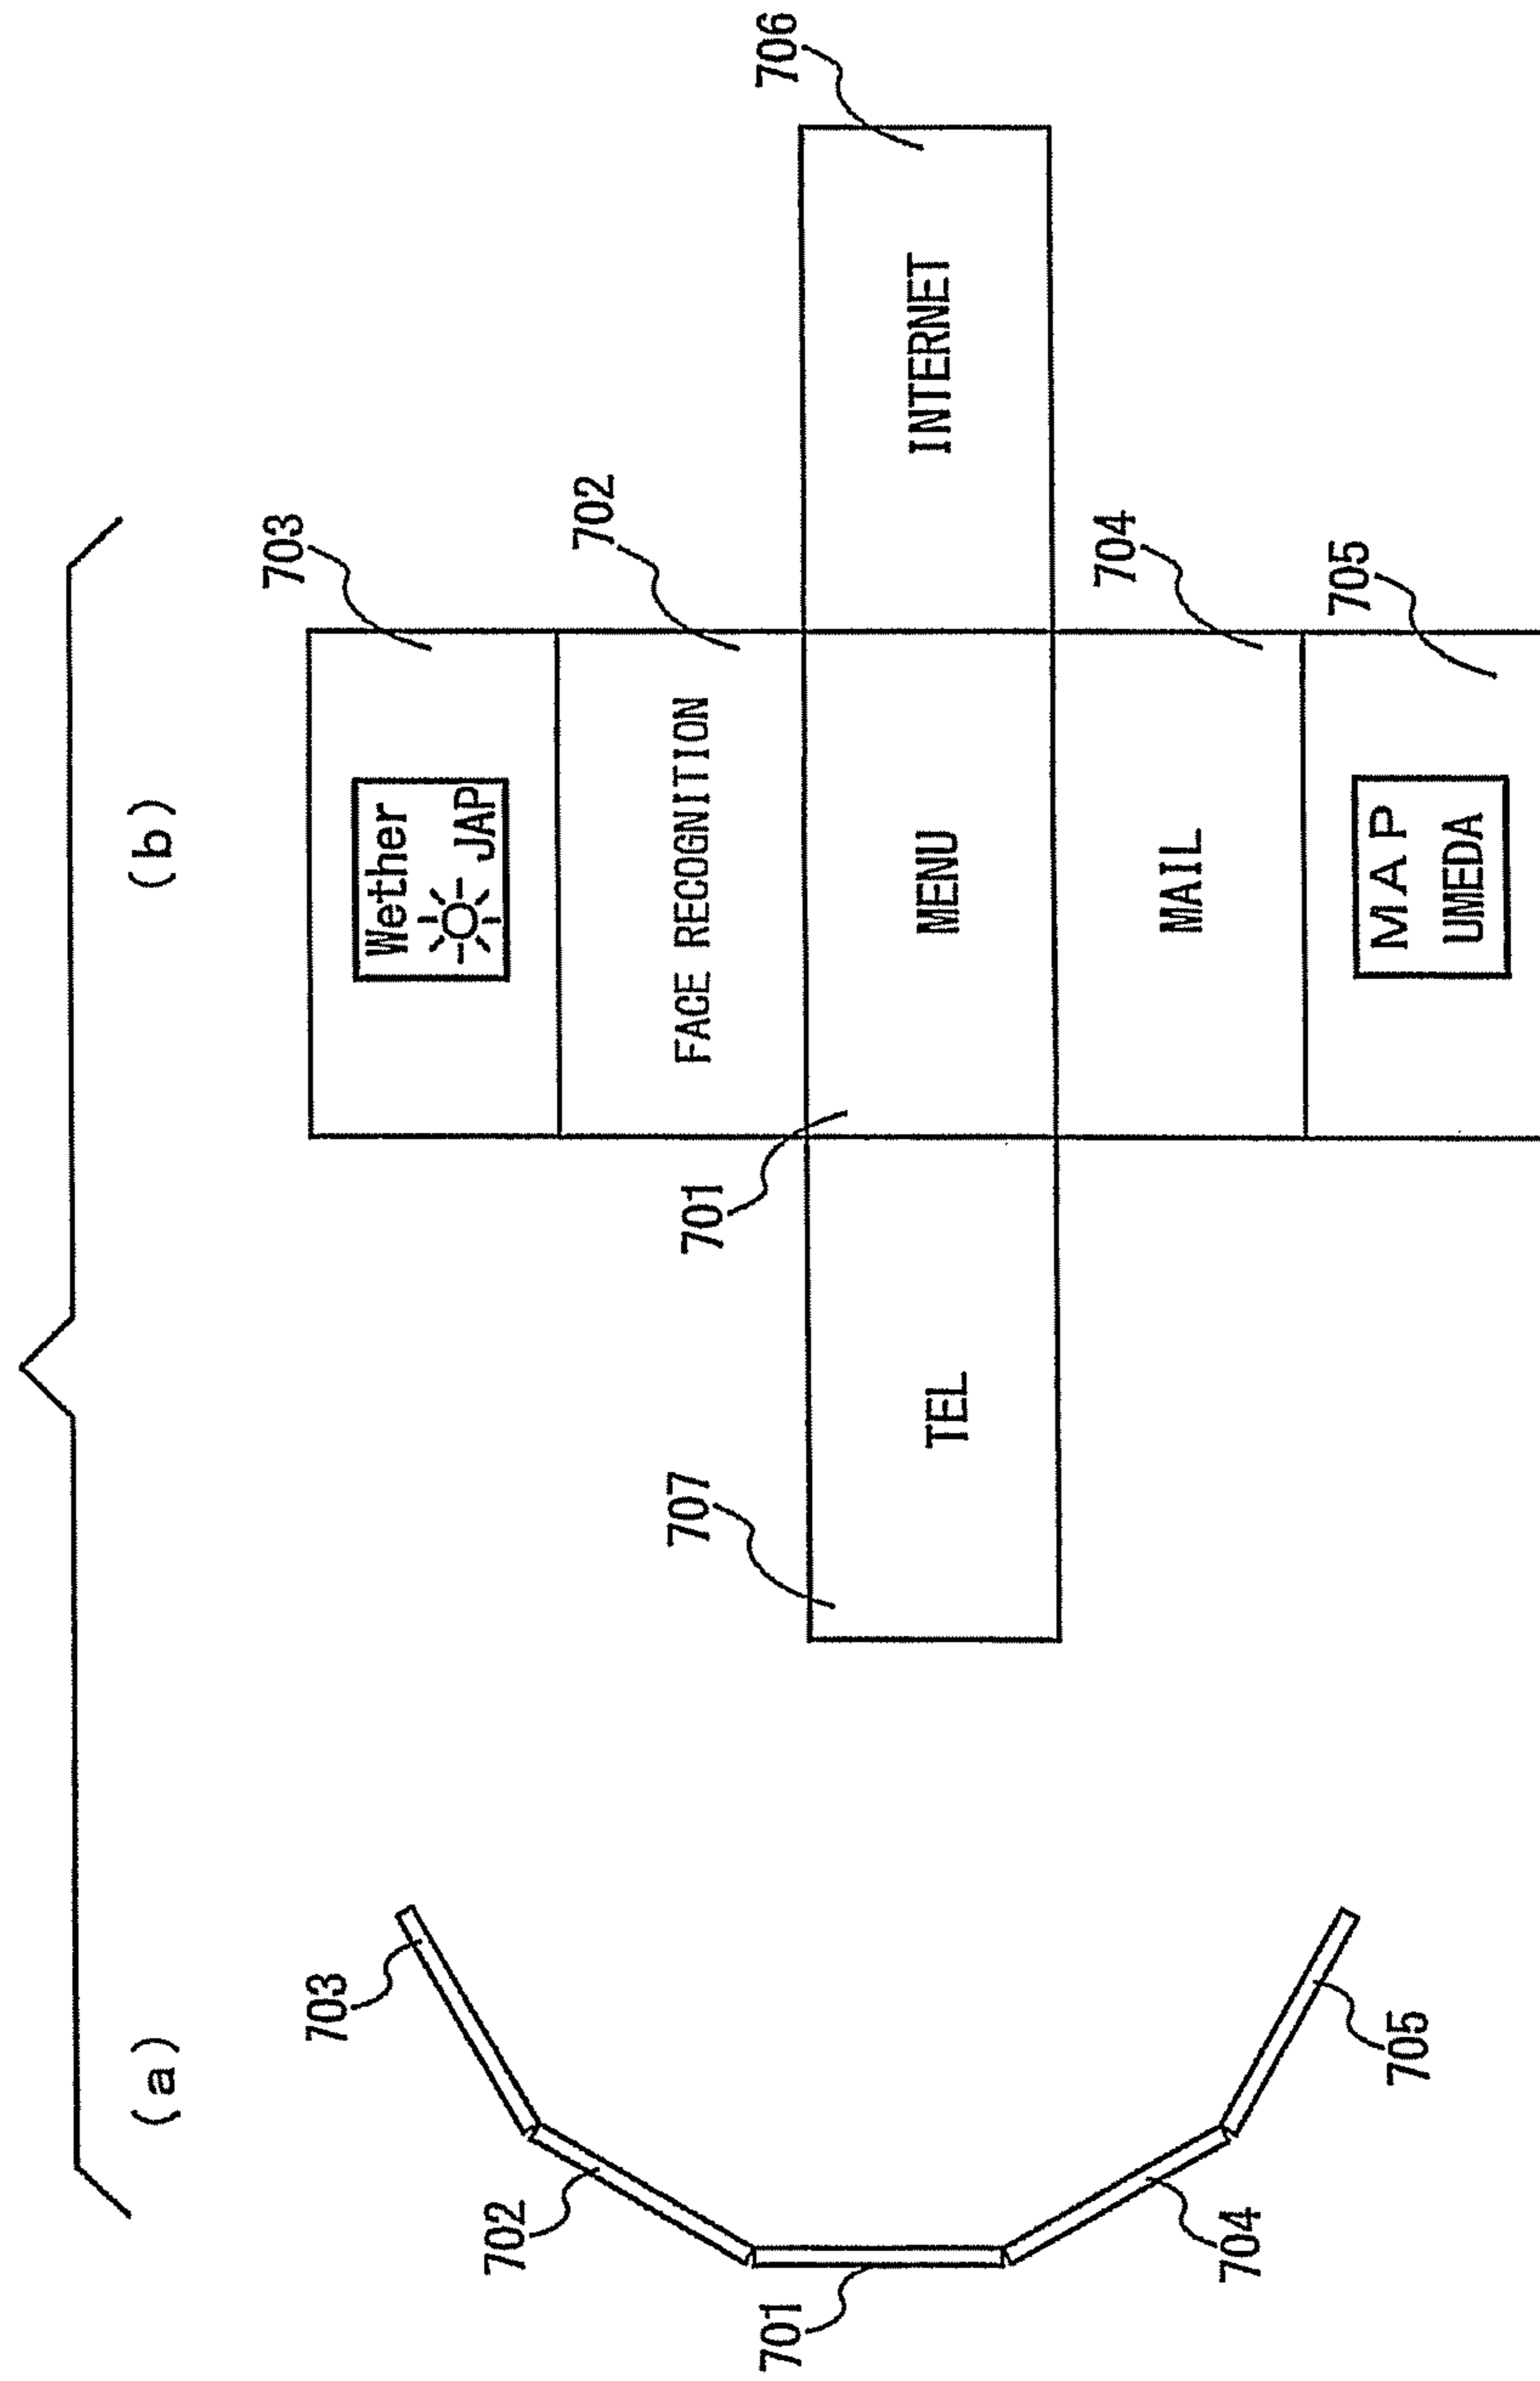 (a)
703
702
701
704
705
(b)
703
Wether
JAP
702
FACE RECOGNITION
707
701
706
TEL
MENU
INTERNET
704
MAIL
705
MAP
UMEDA